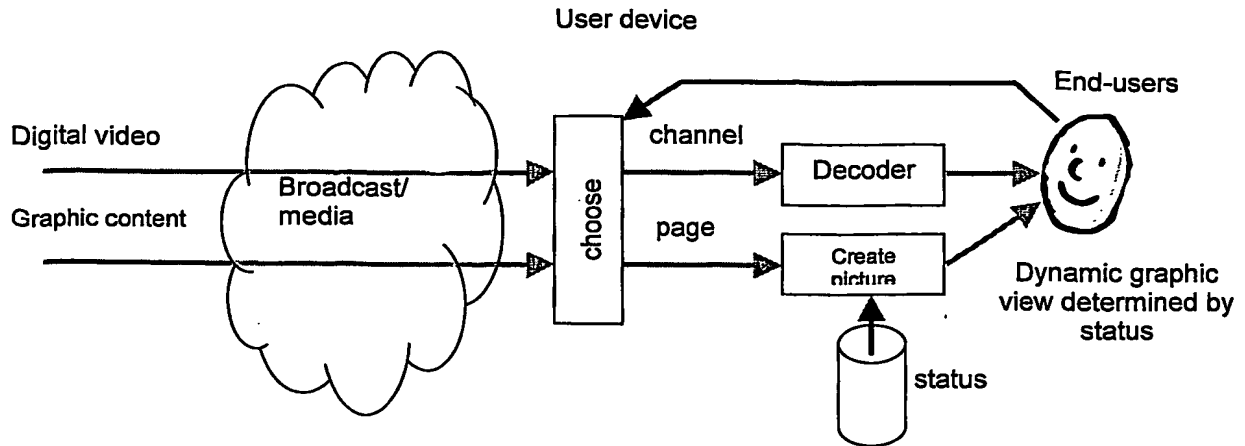 User device
End-users
Digital video
channel
Decoder
Broadcast/
media
Graphic content
choose
page
Create
picture
Dynamic graphic
view determined by
status
status